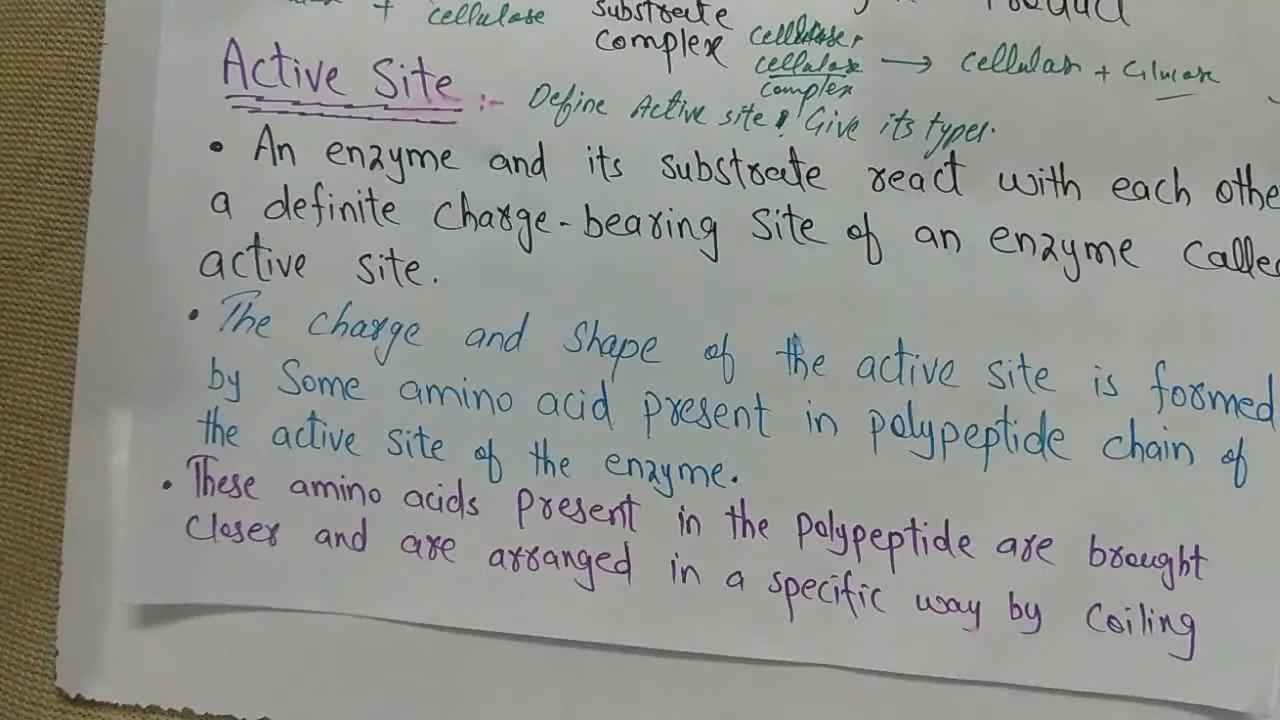 + cellulase substrate
complex cellulose,
cellulase → cellulase + Glucose
complex
Active Site :- Define Active site? Give its types.
• An enzyme and its substrate react with each othe
a definite charge-bearing site of an enzyme calle
active site.
• The charge and shape of the active site is formed
by Some amino acid present in polypeptide chain of
the active site of the enzyme.
• These amino acids present in the polypeptide are brought
closer and are arranged in a specific way by coiling